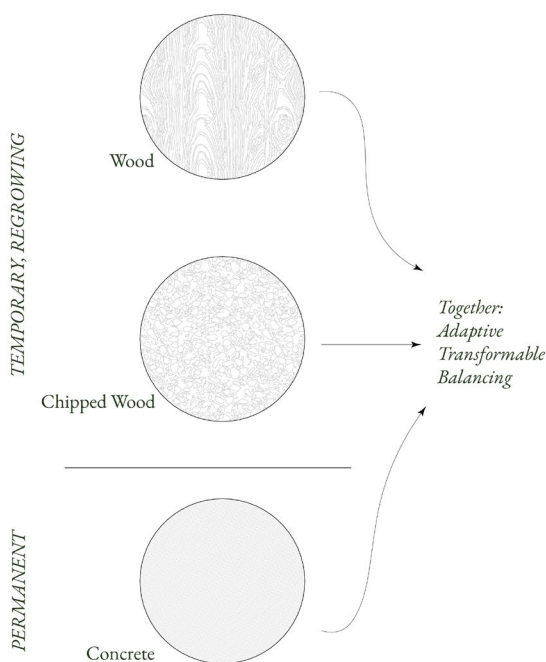 TEMPORARY, REGROWING
Wood
Chipped Wood
Together:
Adaptive
Transformable
Balancing
PERMANENT
Concrete